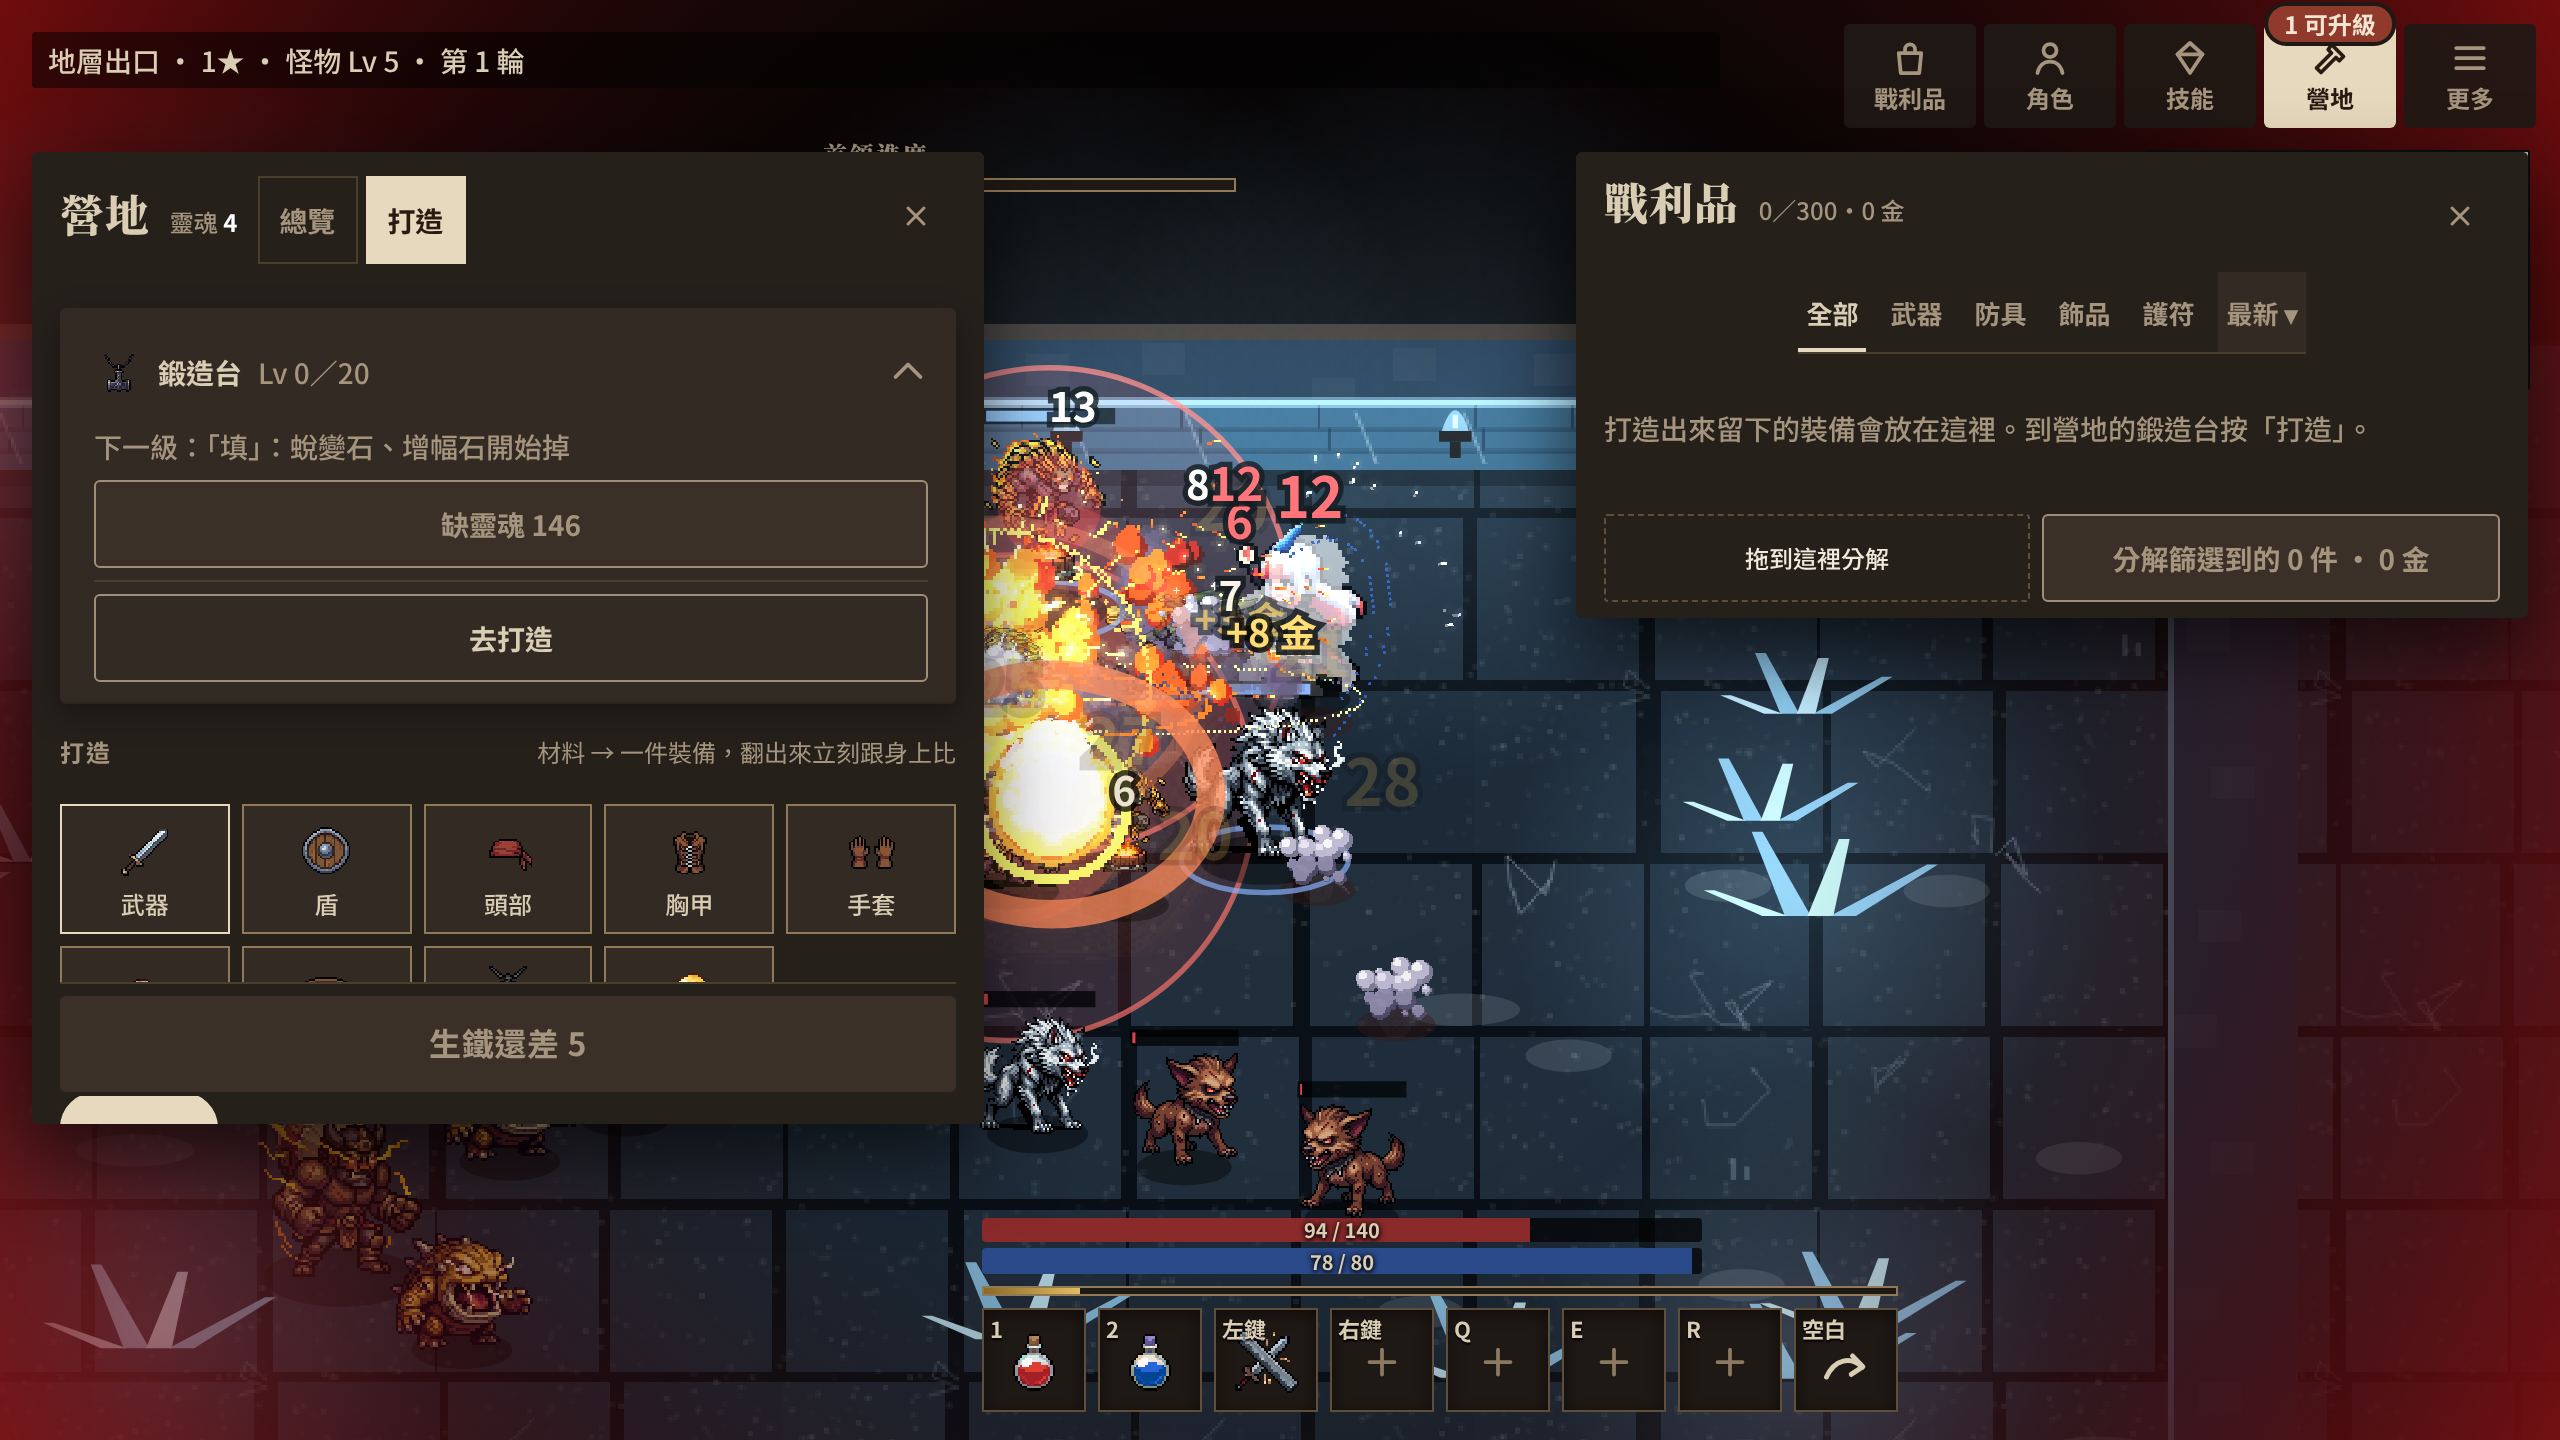 地層出口 · 1★ · 怪物 Lv 5 · 第 1 輪
戰利品
角色
技能
1 可升級
營地
更多
營地 靈魂 4 總覽 打造
鍛造台 Lv 0／20
下一級：「填」：蛻變石、增幅石開始掉
缺靈魂 146
去打造
打造
材料 → 一件裝備，翻出來立刻跟身上比
武器
盾
頭部
胸甲
手套
生鐵還差 5
戰利品 0／300・0 金
全部 武器 防具 飾品 護符 最新 ▾
打造出來留下的裝備會放在這裡。到營地的鍛造台按「打造」。
拖到這裡分解
分解篩選到的 0 件 · 0 金
13
8
12
12
6
7
+8 金
28
6
94 / 140
78 / 80
1
2
左鍵
右鍵
Q
E
R
空白